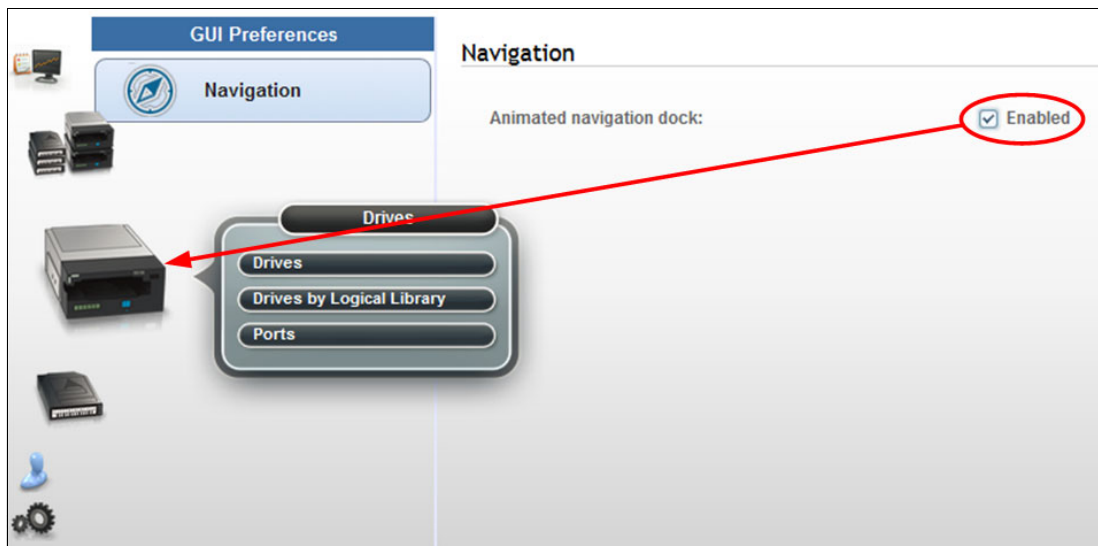 GUI Preferences
Navigation
Navigation
Animated navigation dock:
Enabled
Drives
Drives
Drives by Logical Library
Ports